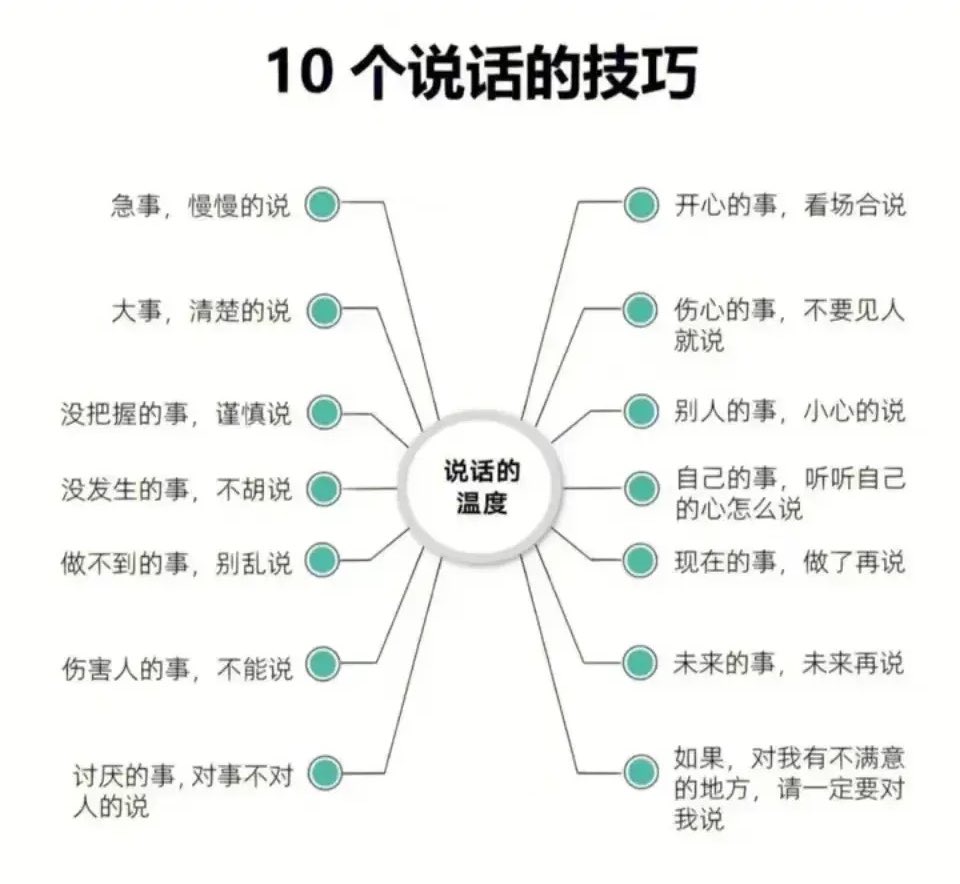 10 个说话的技巧
急事，慢慢的说
大事，清楚的说
没把握的事，谨慎说
没发生的事，不胡说
做不到的事，别乱说
伤害人的事，不能说
讨厌的事,对事不对
人的说
说话的
温度
开心的事，看场合说
伤心的事，不要见人
就说
别人的事，小心的说
自己的事，听听自己
的心怎么说
现在的事，做了再说
未来的事，未来再说
如果，对我有不满意
的地方，请一定要对
我说